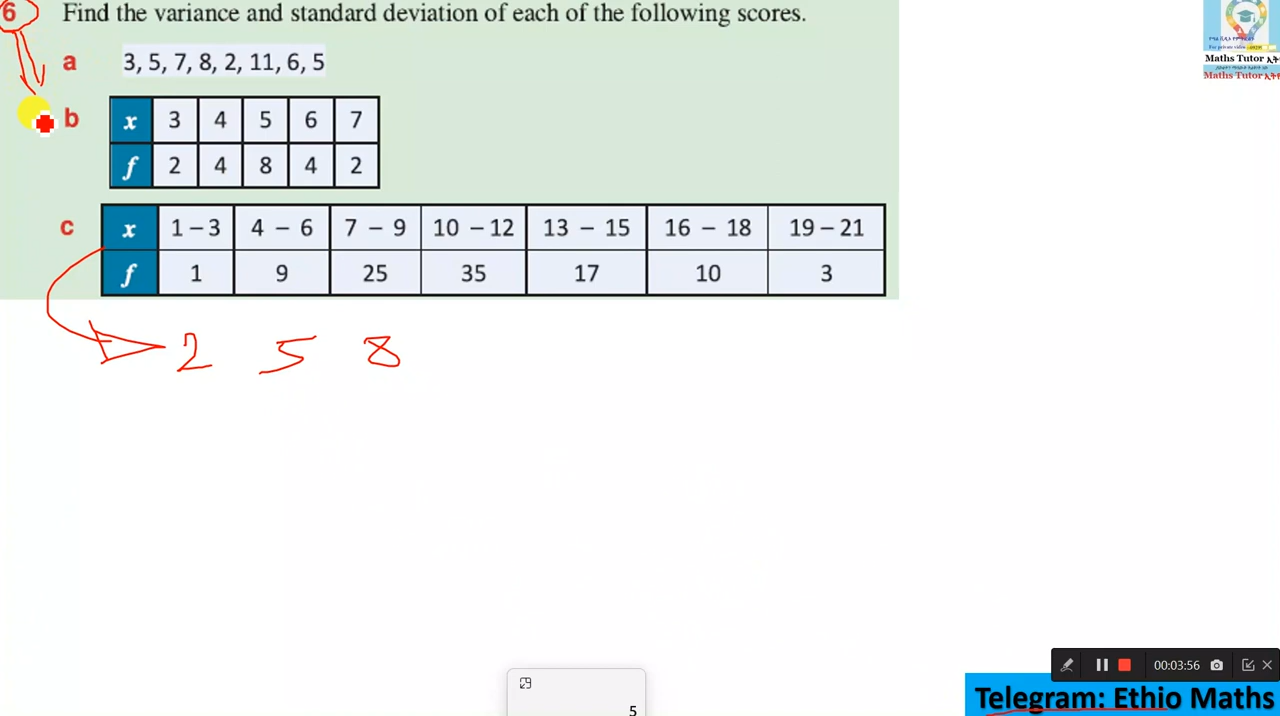 6 Find the variance and standard deviation of each of the following scores.
a 3, 5, 7, 8, 2, 11, 6, 5
b x 3 4 5 6 7
f 2 4 8 4 2
c x 1 – 3 4 – 6 7 – 9 10 – 12 13 – 15 16 – 18 19 – 21
f 1 9 25 35 17 10 3
2 5 8
Maths Tutor
Maths Tutor
5
00:03:56
Telegram: Ethio Maths